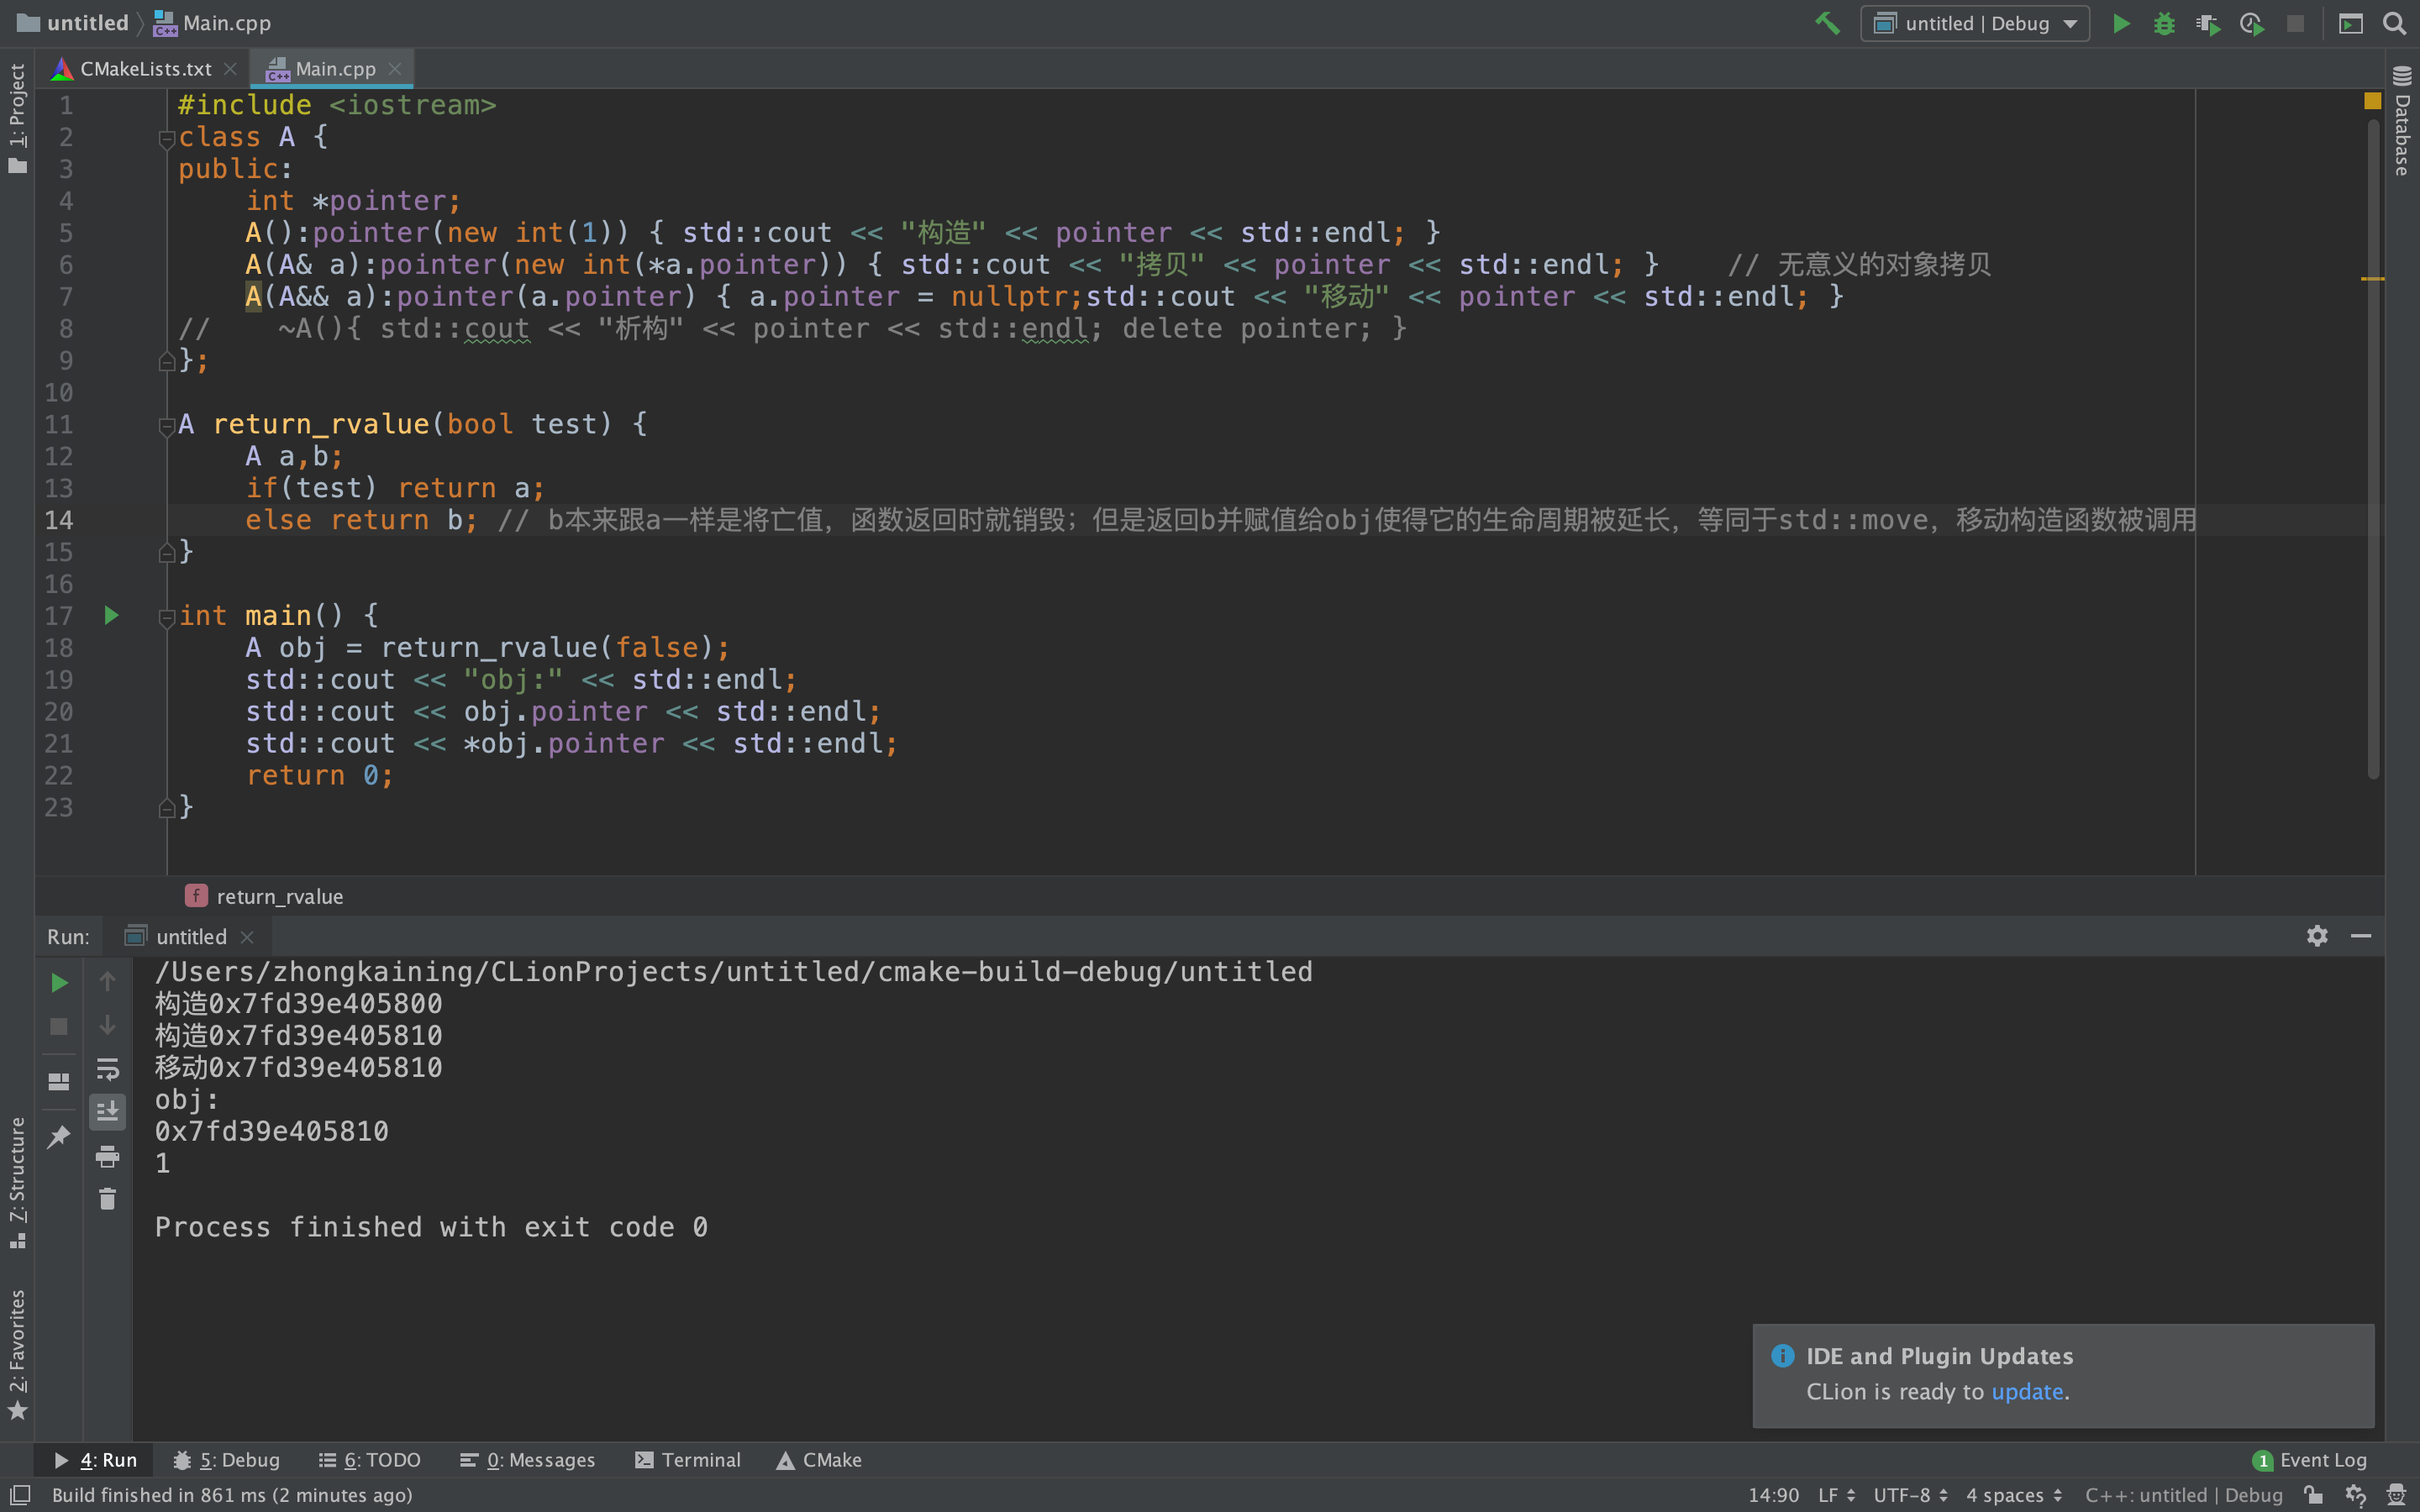 untitled Main.cpp untitled | Debug
CMakeLists.txt Main.cpp
1: Project
Database
1 #include <iostream>
2 class A {
3 public:
4     int *pointer;
5     A():pointer(new int(1)) { std::cout << "构造" << pointer << std::endl; }
6     A(A& a):pointer(new int(*a.pointer)) { std::cout << "拷贝" << pointer << std::endl; }    // 无意义的对象拷贝
7     A(A&& a):pointer(a.pointer) { a.pointer = nullptr;std::cout << "移动" << pointer << std::endl; }
8 //    ~A(){ std::cout << "析构" << pointer << std::endl; delete pointer; }
9 };
10
11 A return_rvalue(bool test) {
12     A a,b;
13     if(test) return a;
14     else return b; // b本来跟a一样是将亡值，函数返回时就销毁；但是返回b并赋值给obj使得它的生命周期被延长，等同于std::move，移动构造函数被调用
15 }
16
17 int main() {
18     A obj = return_rvalue(false);
19     std::cout << "obj:" << std::endl;
20     std::cout << obj.pointer << std::endl;
21     std::cout << *obj.pointer << std::endl;
22     return 0;
23 }
f return_rvalue
Run: untitled
/Users/zhongkaining/CLionProjects/untitled/cmake-build-debug/untitled
构造0x7fd39e405800
构造0x7fd39e405810
移动0x7fd39e405810
obj:
0x7fd39e405810
1
Process finished with exit code 0
7: Structure
2: Favorites
IDE and Plugin Updates
CLion is ready to update.
4: Run 5: Debug 6: TODO 0: Messages Terminal CMake 1 Event Log
Build finished in 861 ms (2 minutes ago) 14:90 LF UTF-8 4 spaces C++: untitled | Debug